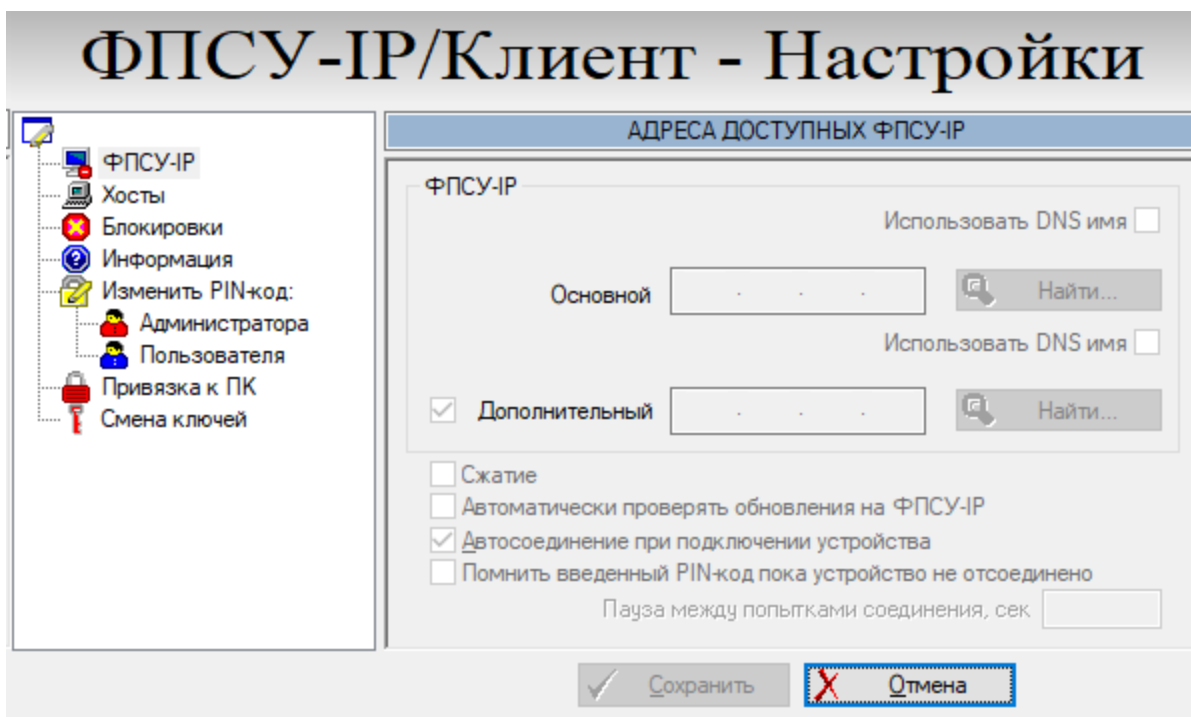 ФПСУ-IP/Клиент - Настройки
ФПСУ-IP
Хосты
Блокировки
Информация
Изменить PIN-код:
Администратора
Пользователя
Привязка к ПК
Смена ключей
АДРЕСА ДОСТУПНЫХ ФПСУ-IP
ФПСУ-IP
Использовать DNS имя
Основной . . . Найти...
Использовать DNS имя
Дополнительный . . . Найти...
Сжатие
Автоматически проверять обновления на ФПСУ-IP
Автосоединение при подключении устройства
Помнить введенный PIN-код пока устройство не отсоединено
Пауза между попытками соединения, сек
Сохранить Отмена